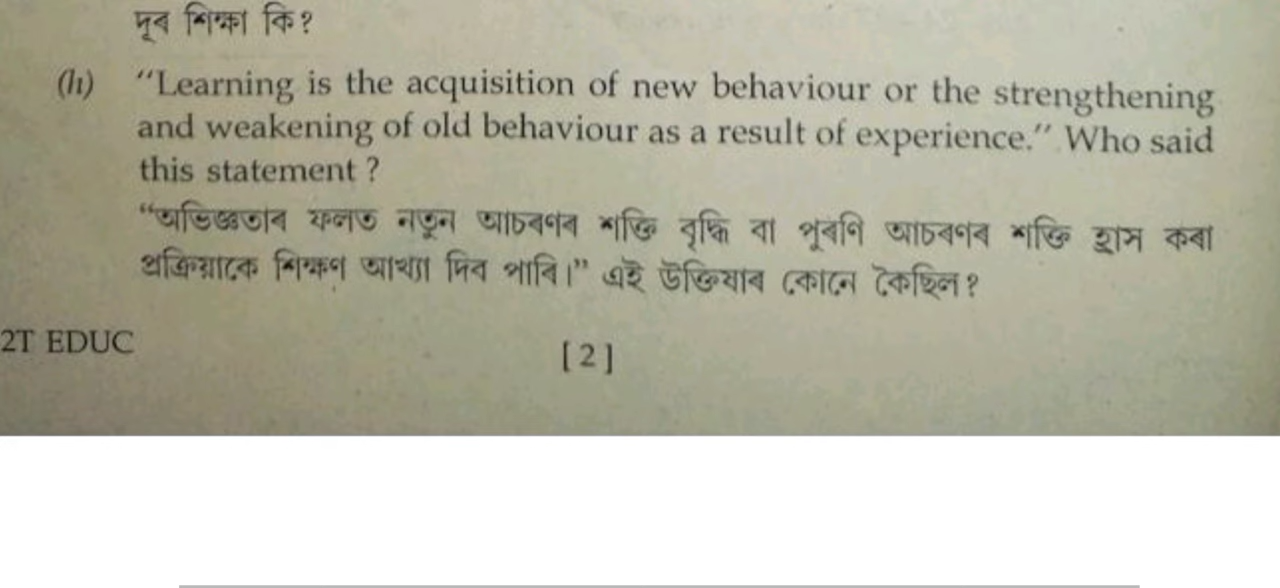 দূৰ শিক্ষা কি?
(h) “Learning is the acquisition of new behaviour or the strengthening
and weakening of old behaviour as a result of experience.” Who said
this statement ?
“অভিজ্ঞতাৰ ফলত নতুন আচৰণৰ শক্তি বৃদ্ধি বা পুৰণি আচৰণৰ শক্তি হ্ৰাস কৰা
প্ৰক্ৰিয়াকে শিক্ষণ আখ্যা দিব পাৰি।” এই উক্তিযাৰ কোনে কৈছিল?
2T EDUC
[ 2 ]